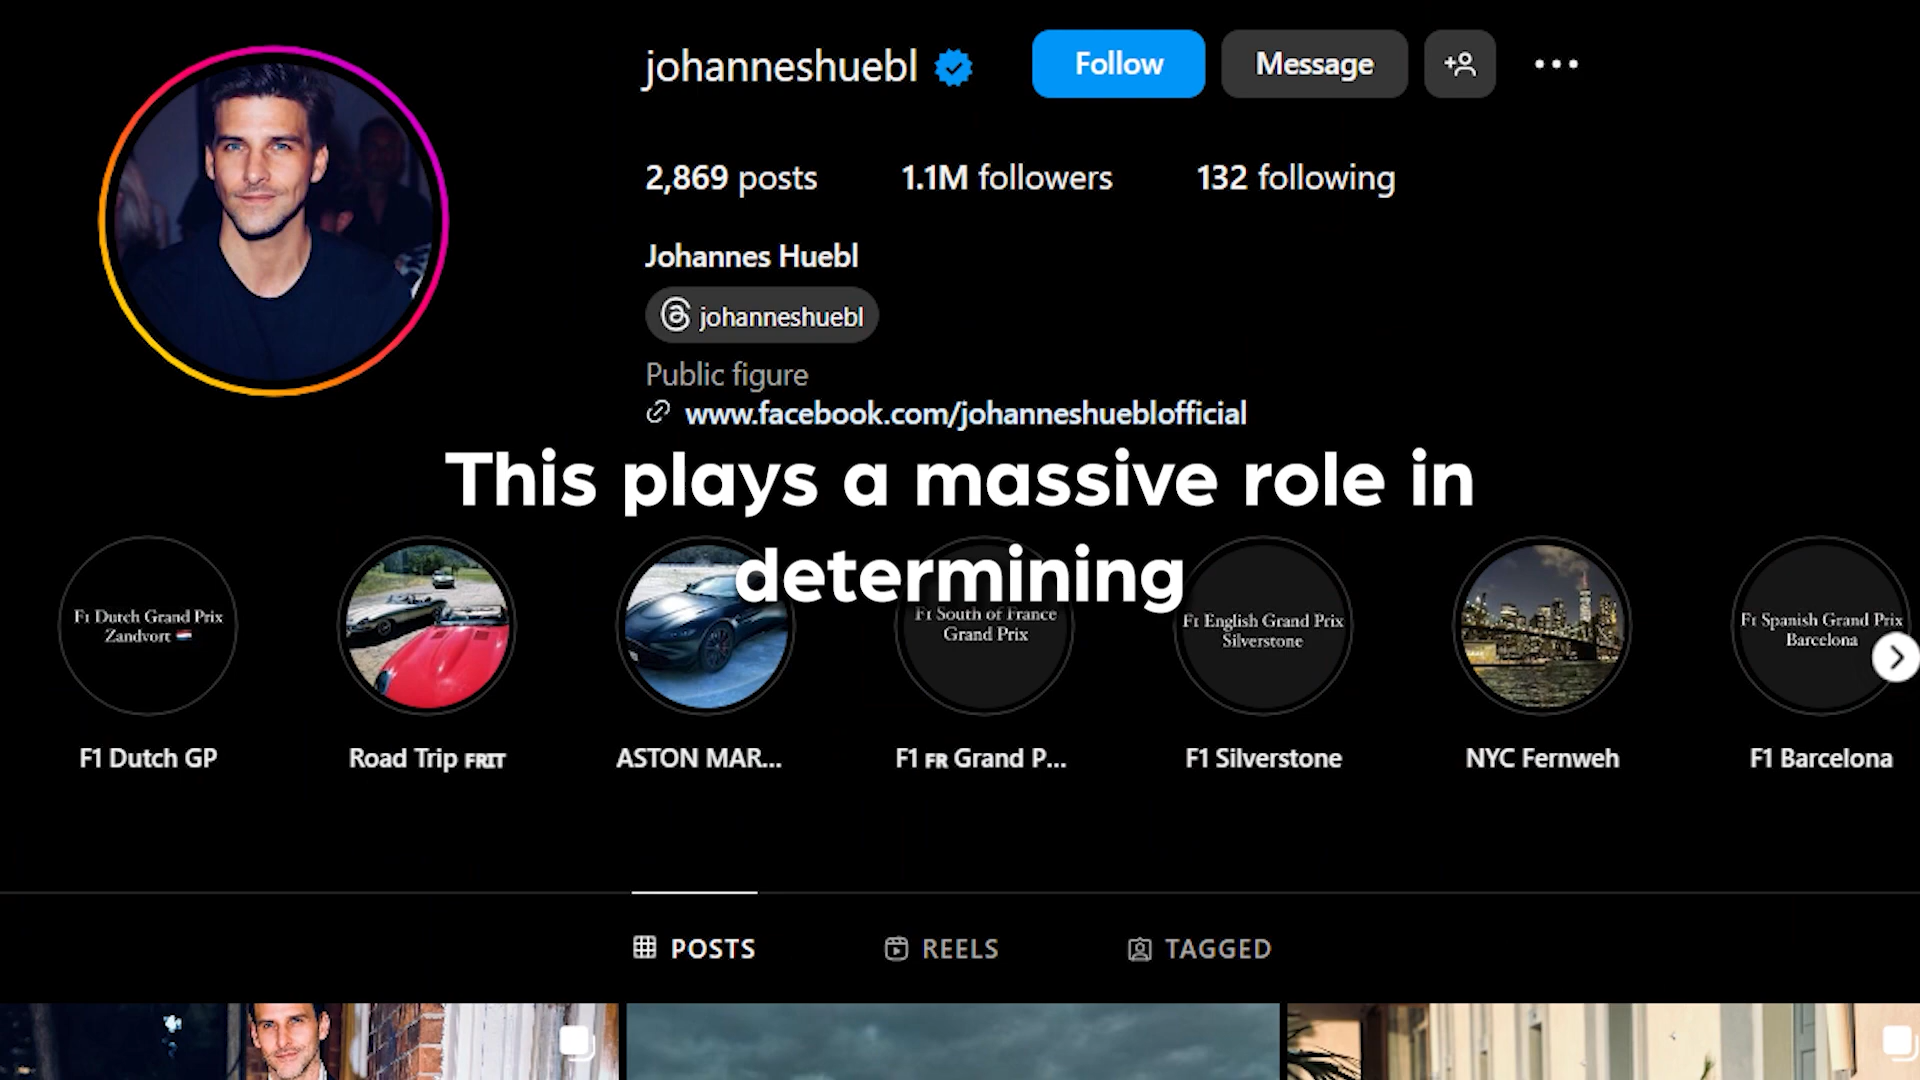 johanneshuebl
Follow
Message
2,869 posts
1.1M followers
132 following
Johannes Huebl
johanneshuebl
Public figure
www.facebook.com/johanneshueblofficial
This plays a massive role in
determining
F1 Dutch Grand Prix
Zandvort
F1 South of France
Grand Prix
F1 English Grand Prix
Silverstone
F1 Spanish Grand Prix
Barcelona
F1 Dutch GP
Road Trip FRIT
ASTON MAR...
F1 FR Grand P...
F1 Silverstone
NYC Fernweh
F1 Barcelona
POSTS
REELS
TAGGED